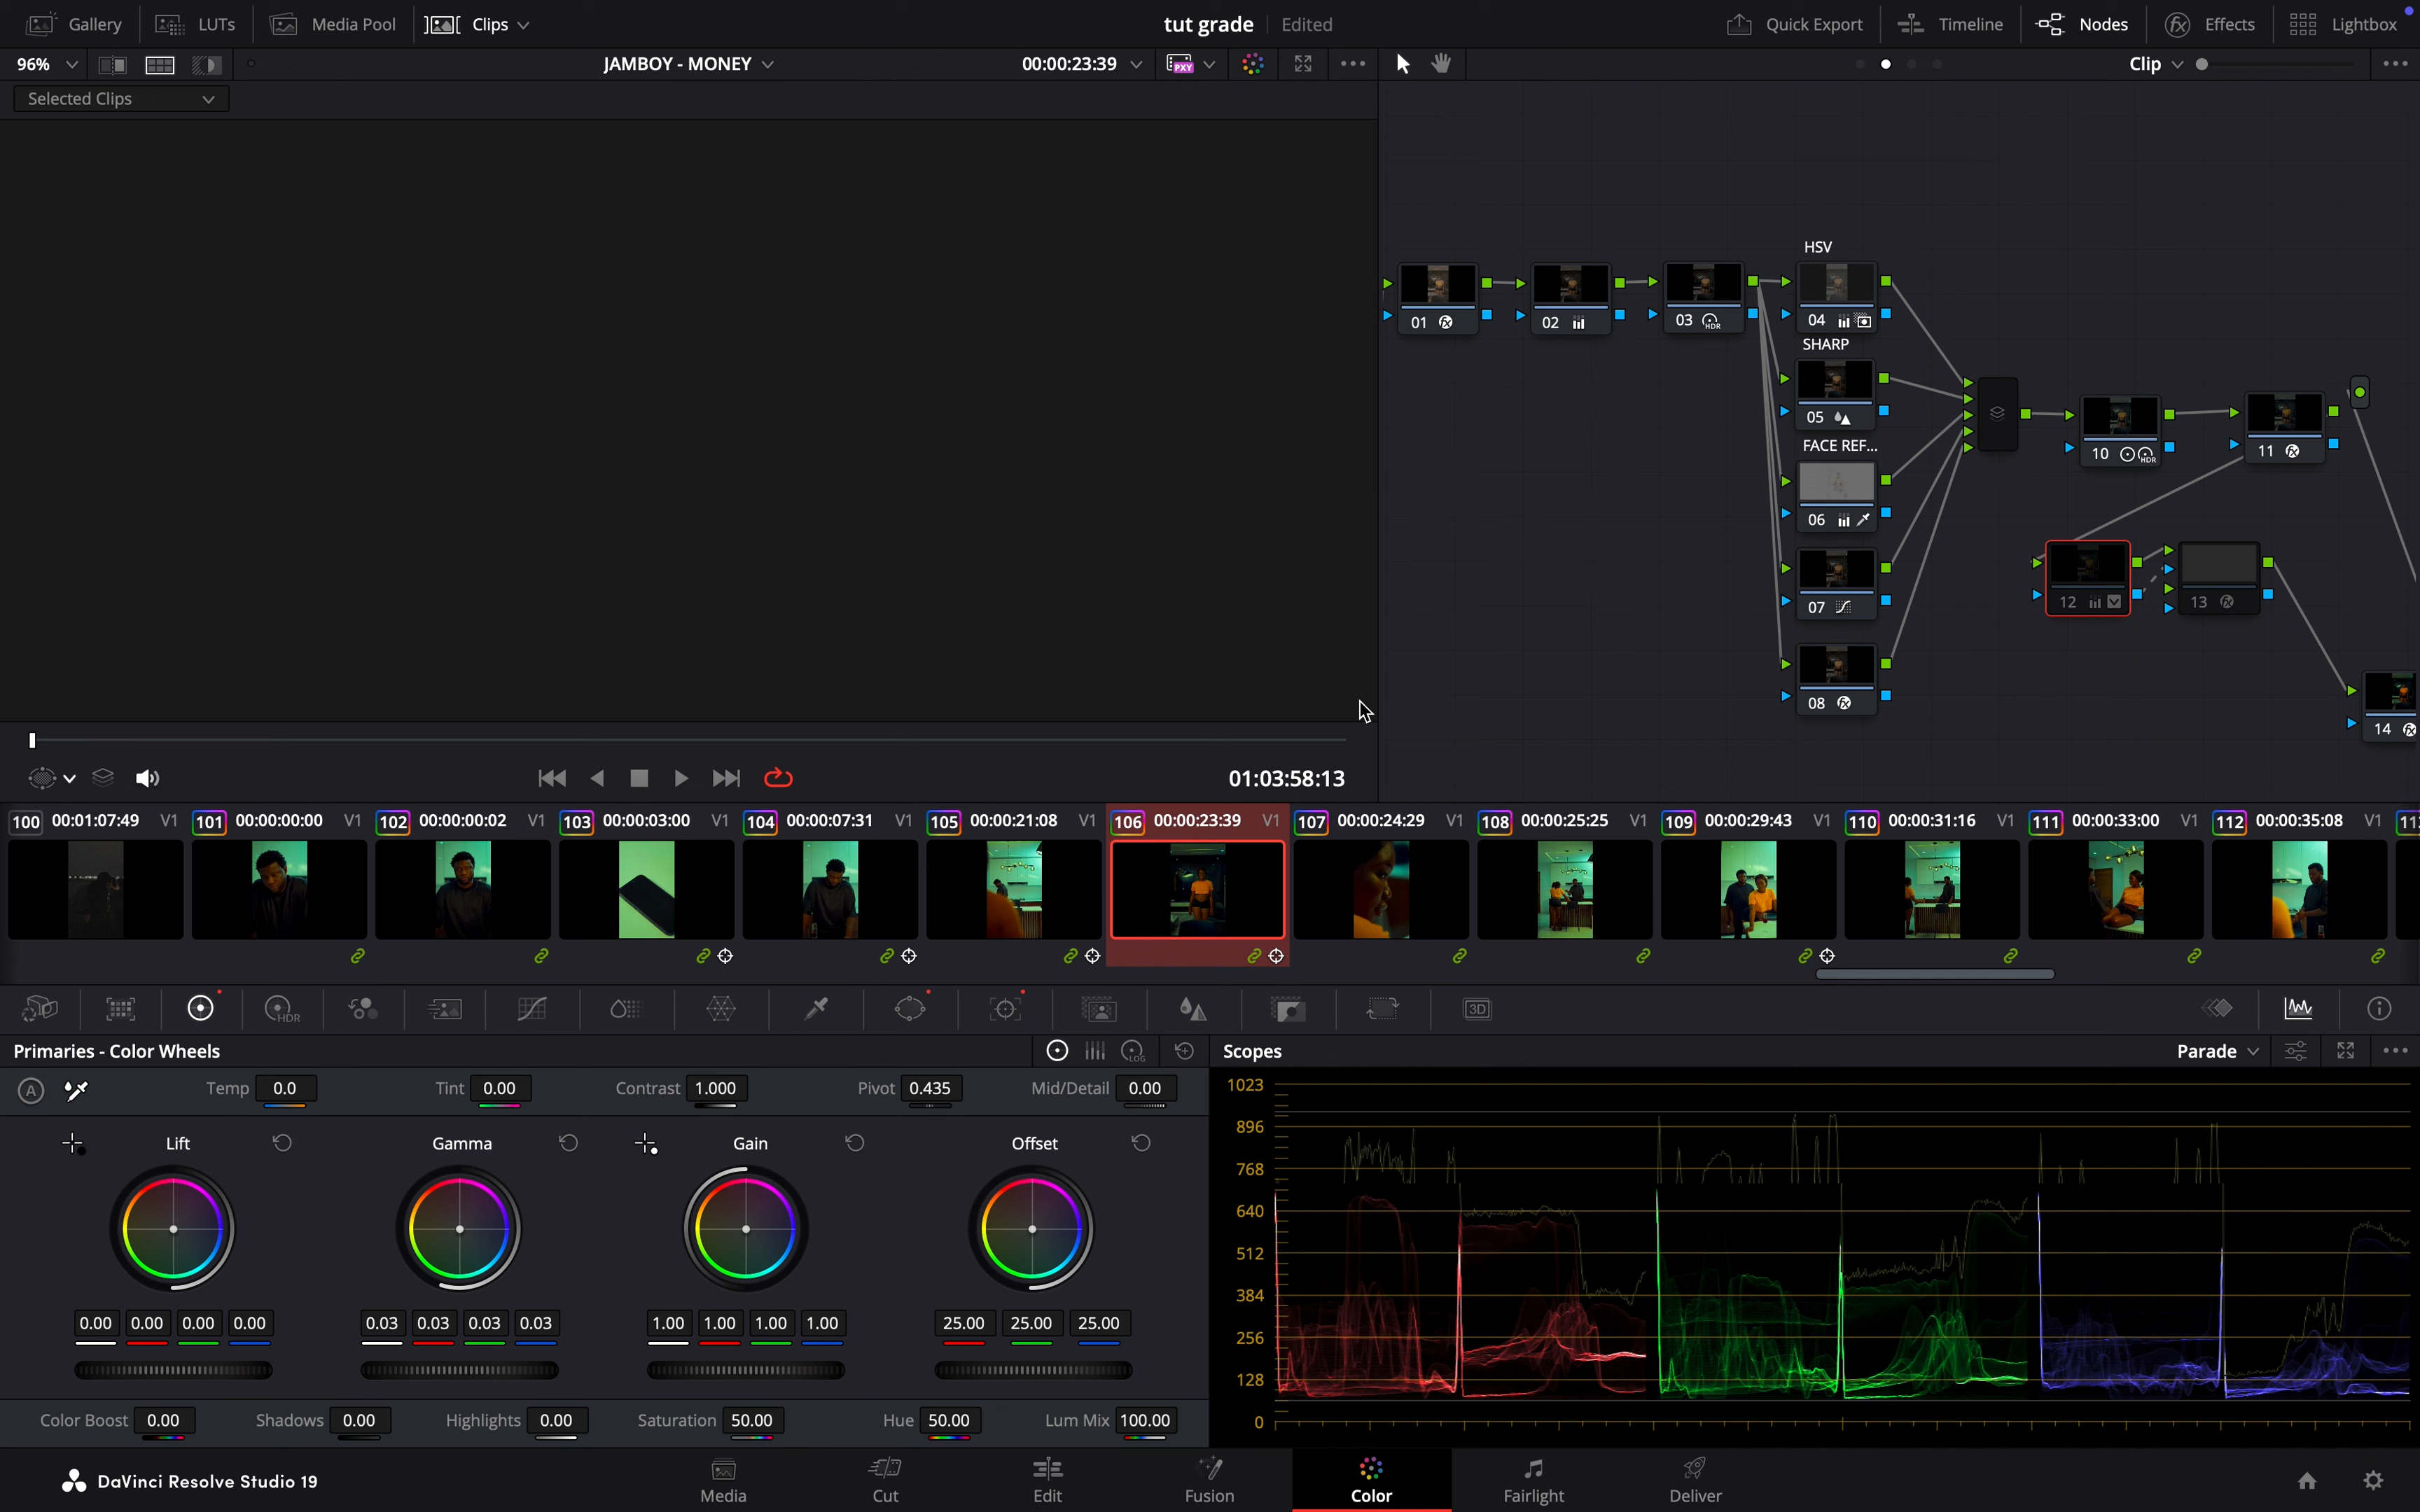 Gallery LUTs Media Pool Clips tut grade Edited Quick Export Timeline Nodes Effects Lightbox
96% JAMBOY - MONEY 00:00:23:39 PXY Clip
Selected Clips
HSV
01 02 03 HDR 04
SHARP
05
FACE REF...
10 HDR 11
06
12 13
07
08
14
01:03:58:13
100 00:01:07:49 V1 101 00:00:00:00 V1 102 00:00:00:02 V1 103 00:00:03:00 V1 104 00:00:07:31 V1 105 00:00:21:08 V1 106 00:00:23:39 V1 107 00:00:24:29 V1 108 00:00:25:25 V1 109 00:00:29:43 V1 110 00:00:31:16 V1 111 00:00:33:00 V1 112 00:00:35:08 V1
HDR 3D
Primaries - Color Wheels LOG Scopes Parade
A Temp 0.0 Tint 0.00 Contrast 1.000 Pivot 0.435 Mid/Detail 0.00
Lift Gamma Gain Offset
0.00 0.00 0.00 0.00 0.03 0.03 0.03 0.03 1.00 1.00 1.00 1.00 25.00 25.00 25.00
Color Boost 0.00 Shadows 0.00 Highlights 0.00 Saturation 50.00 Hue 50.00 Lum Mix 100.00
1023
896
768
640
512
384
256
128
0
DaVinci Resolve Studio 19 Media Cut Edit Fusion Color Fairlight Deliver